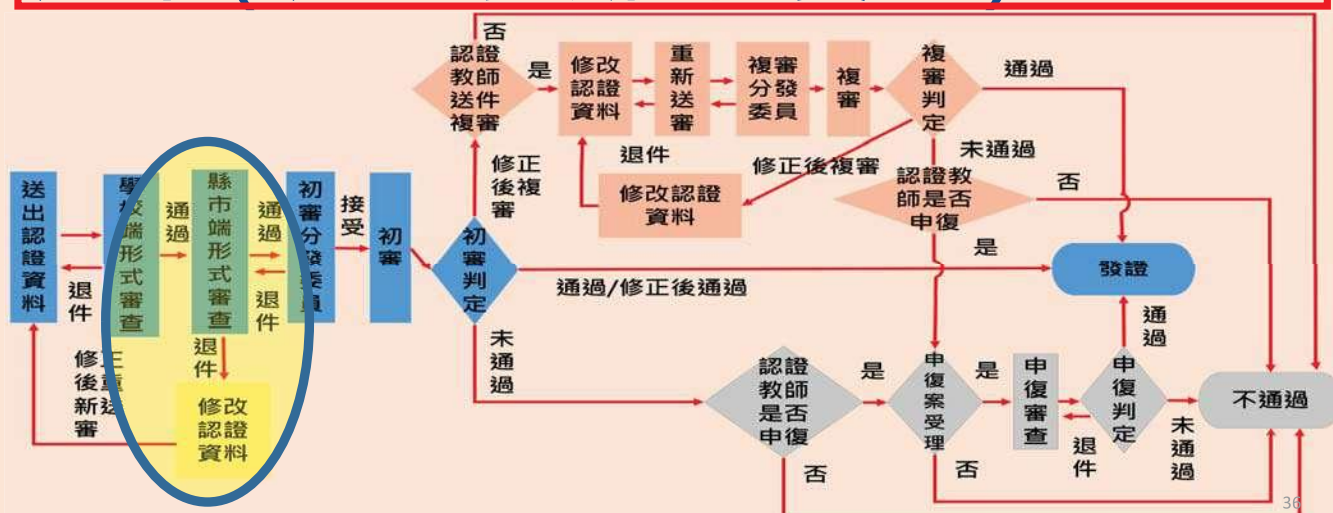 否
認證教師送件複審
是
修改認證資料
重新送審
複審分發委員
複審
複審判定
通過
未通過
修正後複審
退件
修改認證資料
認證教師是否申復
否
是
修正後複審
送出認證資料
退件
學校端形式審查
通過
縣市端形式審查
通過
退件
初審分發委員
接受
初審
初審判定
通過/修正後通過
發證
退件
修改認證資料
修正後重新送審
未通過
認證教師是否申復
是
否
申復案受理
是
否
申復審查
退件
申復判定
通過
未通過
不通過
36